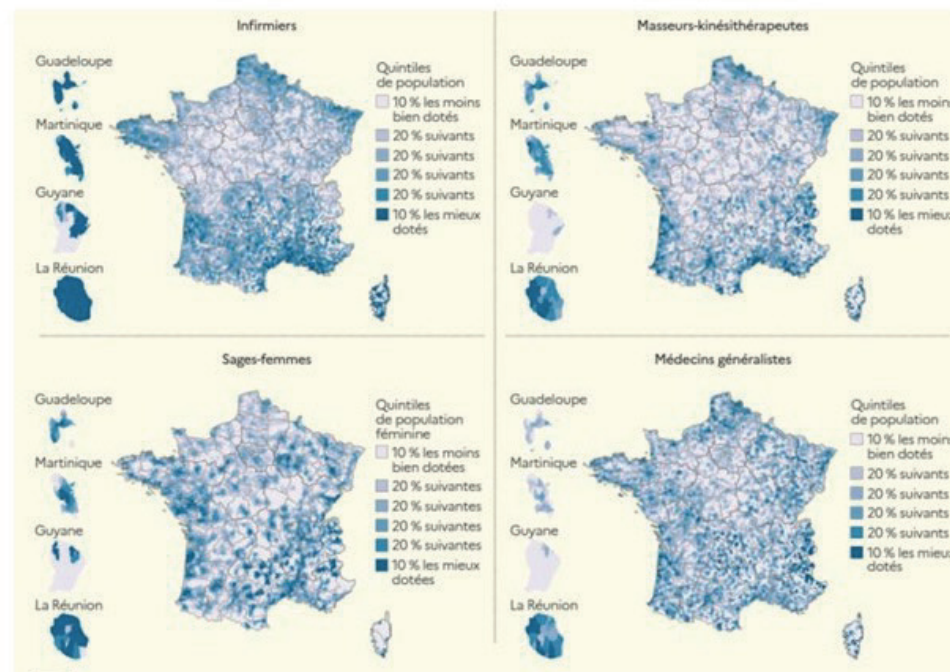 Infirmiers
Guadeloupe
Martinique
Guyane
La Réunion
Quintiles
de population
10 % les moins
bien dotés
20 % suivants
20 % suivants
20 % suivants
20 % suivants
10 % les mieux
dotés
Masseurs-kinésithérapeutes
Guadeloupe
Martinique
Guyane
La Réunion
Quintiles
de population
10 % les moins
bien dotés
20 % suivants
20 % suivants
20 % suivants
20 % suivants
10 % les mieux
dotés
Sages-femmes
Guadeloupe
Martinique
Guyane
La Réunion
Quintiles
de population
féminine
10 % les moins
bien dotées
20 % suivantes
20 % suivantes
20 % suivantes
20 % suivantes
10 % les mieux
dotées
Médecins généralistes
Guadeloupe
Martinique
Guyane
La Réunion
Quintiles
de population
10 % les moins
bien dotés
20 % suivants
20 % suivants
20 % suivants
20 % suivants
10 % les mieux
dotés